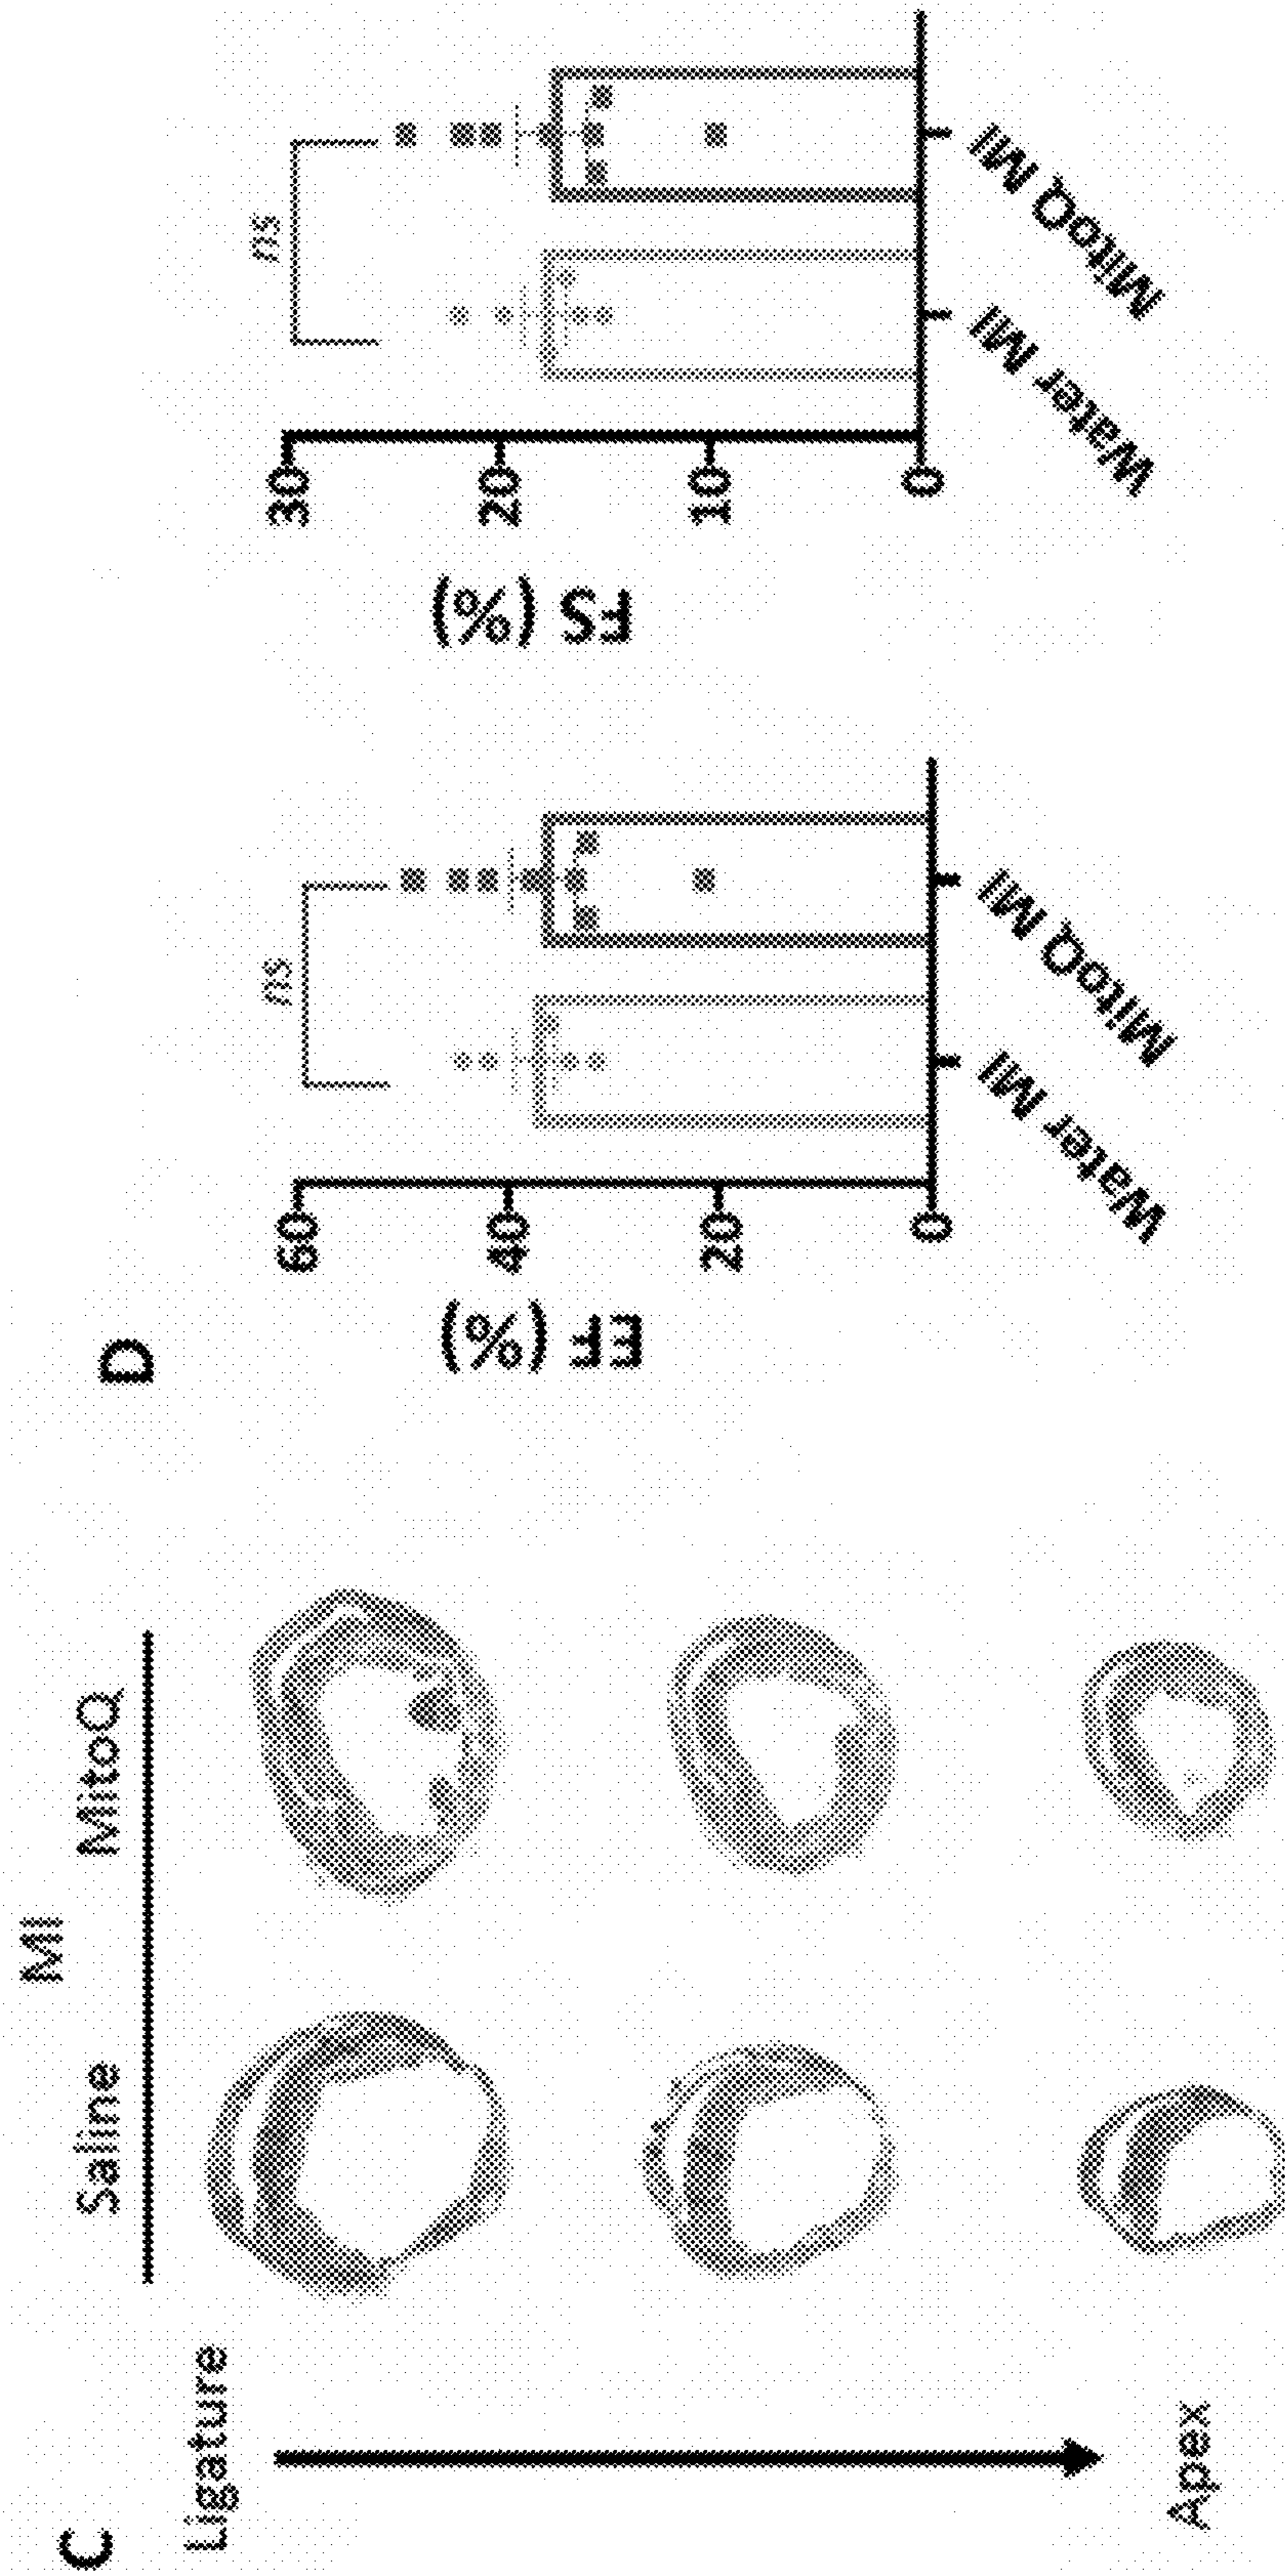 C
MI
Saline MitoQ
Ligature
Apex
D
EF (%)
60
40
20
0
ns
Water MI
MitoQ MI
FS (%)
30
20
10
0
ns
Water MI
MitoQ MI